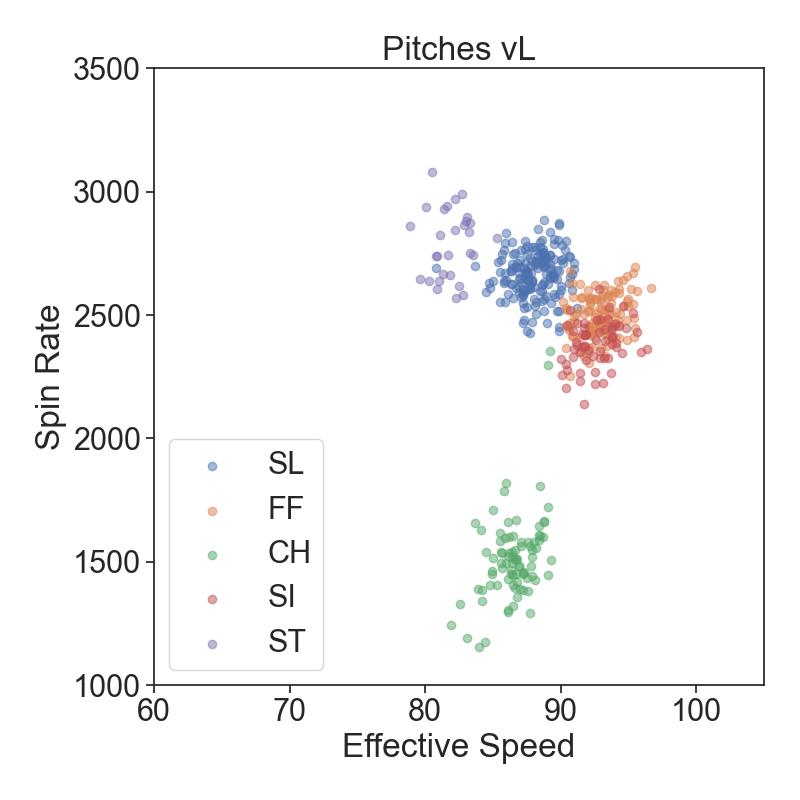 Pitches vL
3500
3000
2500
2000
1500
1000
Spin Rate
SL
FF
CH
SI
ST
60 70 80 90 100
Effective Speed